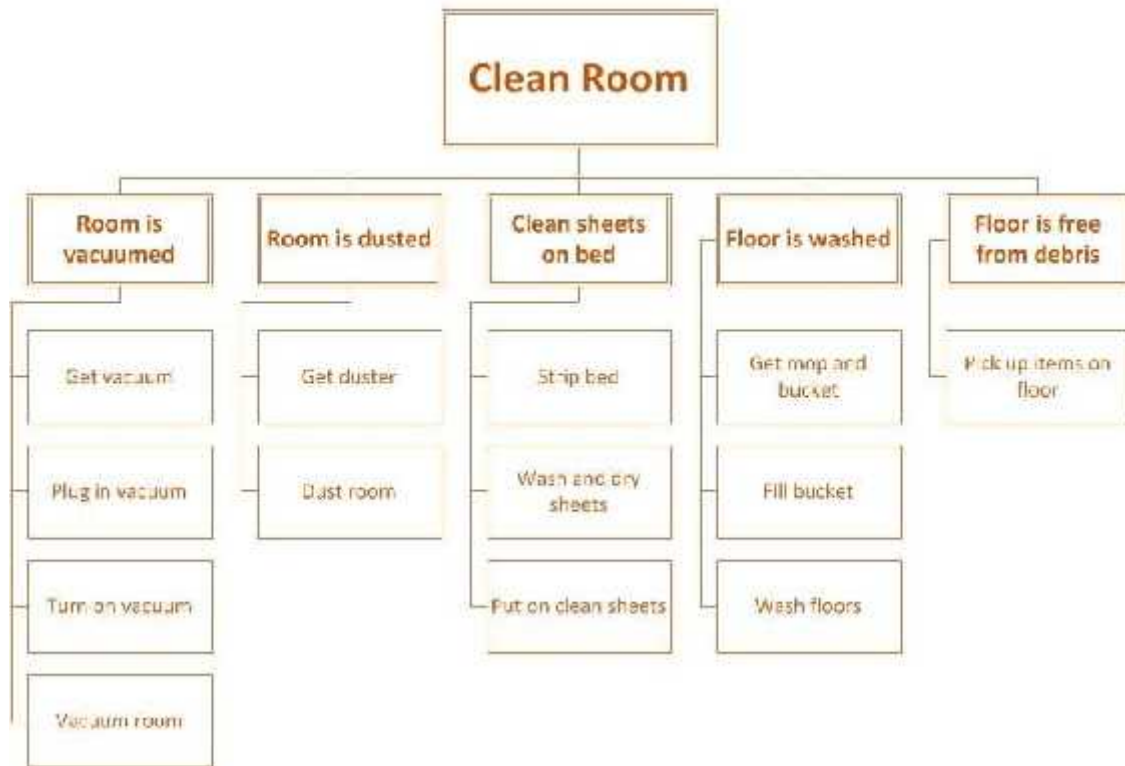 Clean Room
Room is
vacuumed
Room is dusted
Clean sheets
on bed
Floor is washed
Floor is free
from debris
Get vacuum
Get duster
Strip bed
Get mop and
bucket
Pick up items on
floor
Plug in vacuum
Dust room
Wash and dry
sheets
Fill bucket
Turn on vacuum
Put on clean sheets
Wash floors
Vacuum room